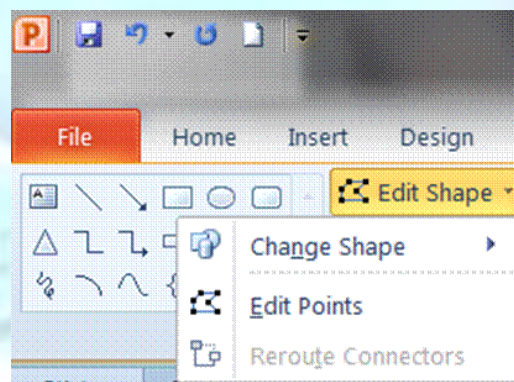 P
File Home Insert Design
A Edit Shape
Change Shape
Edit Points
Reroute Connectors